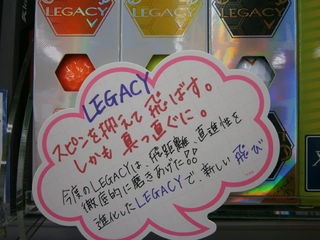 LEGACY
LEGACY
LEGACY
LEGACY
スピンを抑えて飛ばす。
しかも真っ直ぐに。
今度のLEGACYは、飛距離、直進性を
徹底的に磨きあげた!!
進化したLEGACYで、新しい飛び